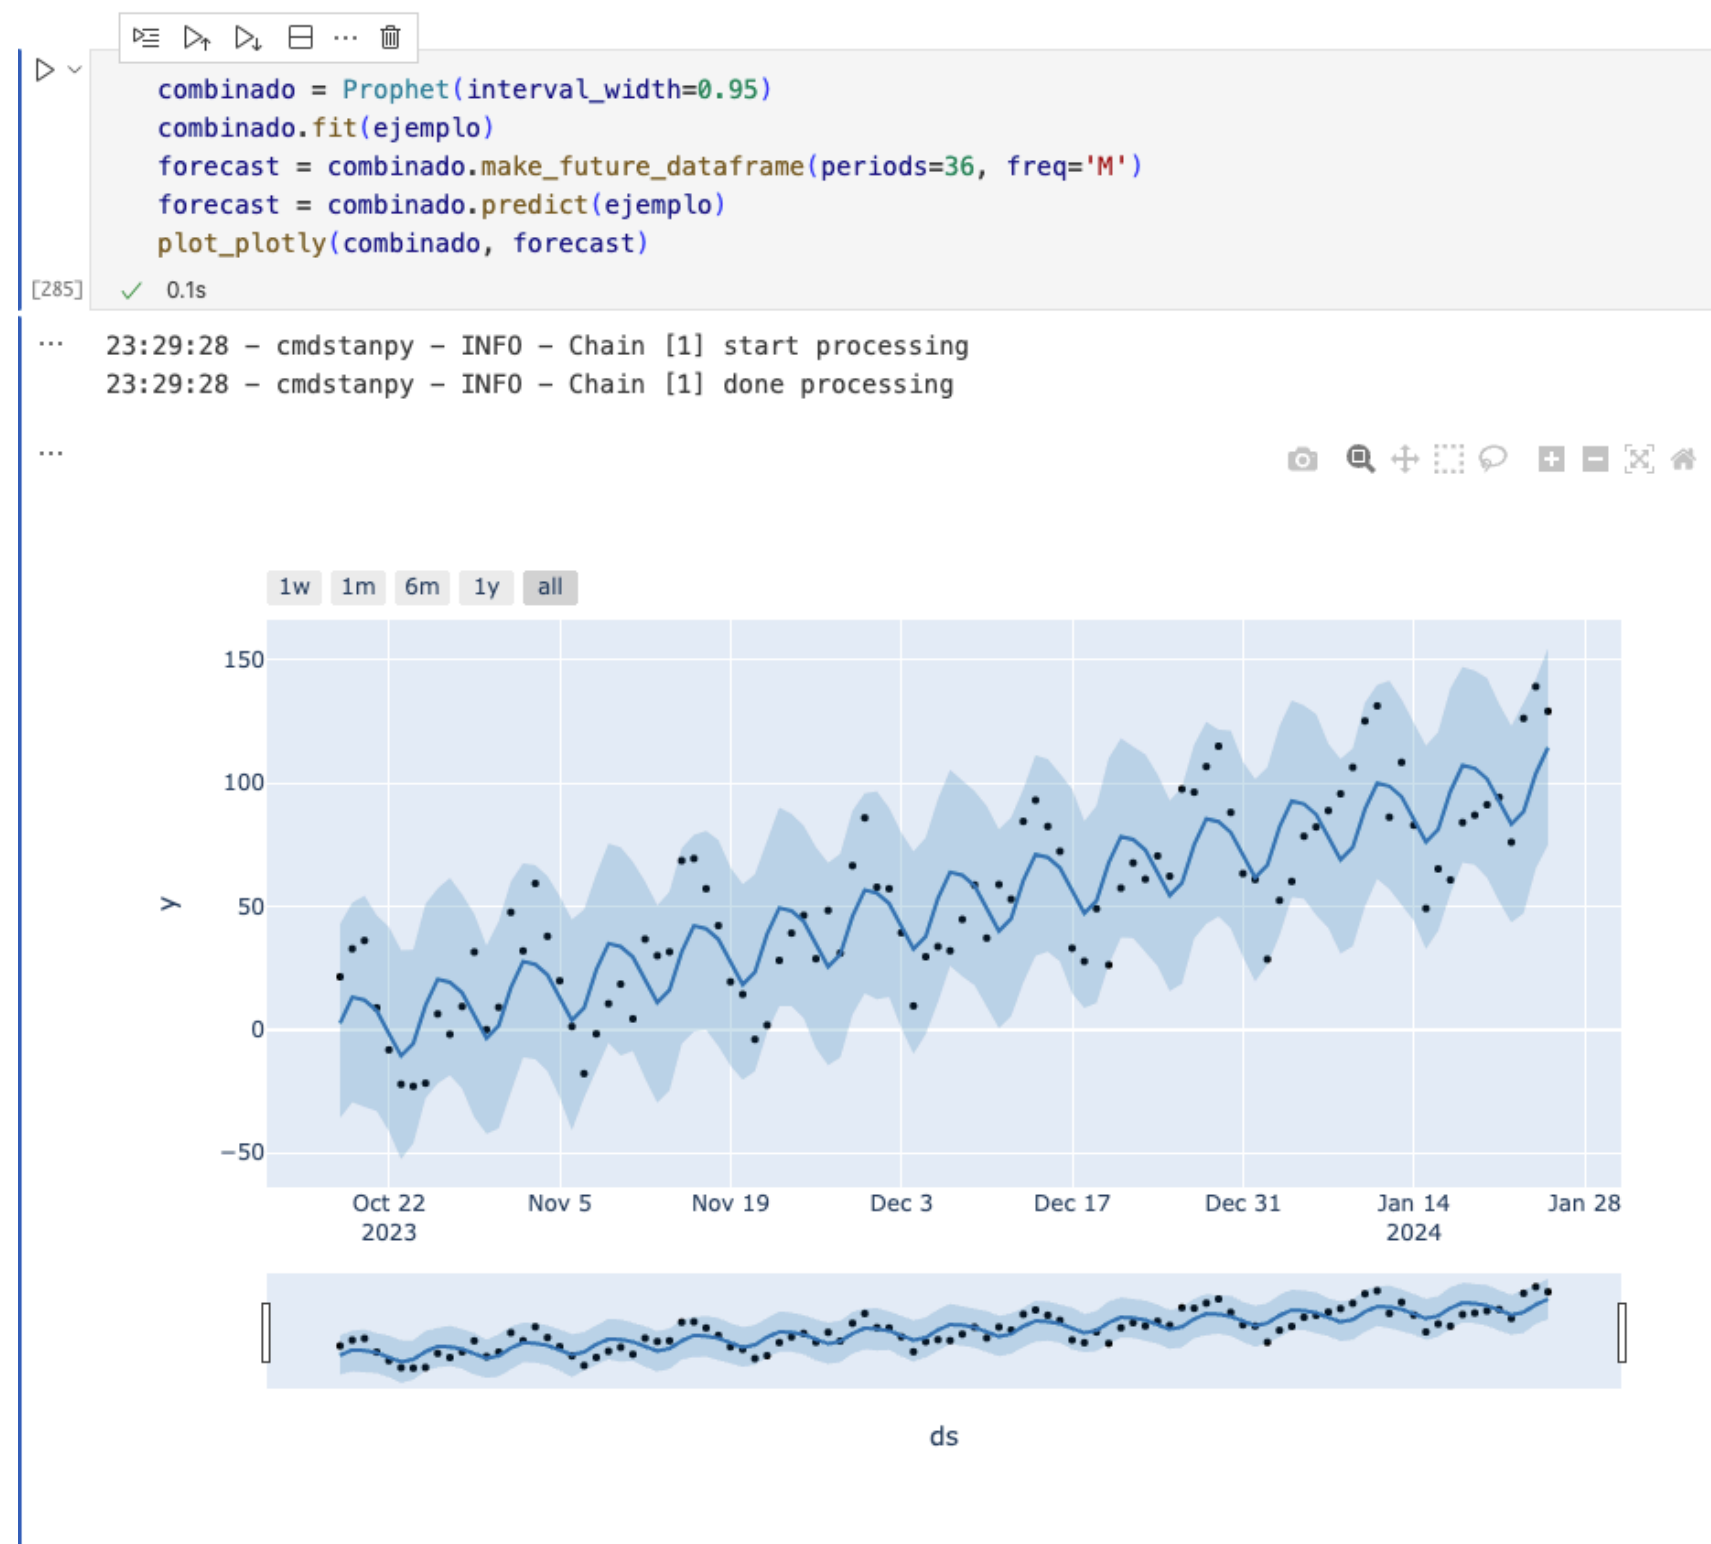 combinado = Prophet(interval_width=0.95)
combinado.fit(ejemplo)
forecast = combinado.make_future_dataframe(periods=36, freq='M')
forecast = combinado.predict(ejemplo)
plot_plotly(combinado, forecast)
[285] 0.1s
23:29:28 - cmdstanpy - INFO - Chain [1] start processing
23:29:28 - cmdstanpy - INFO - Chain [1] done processing
1w 1m 6m 1y all
150
100
50
0
−50
y
Oct 22 Nov 5 Nov 19 Dec 3 Dec 17 Dec 31 Jan 14 Jan 28
2023 2024
ds